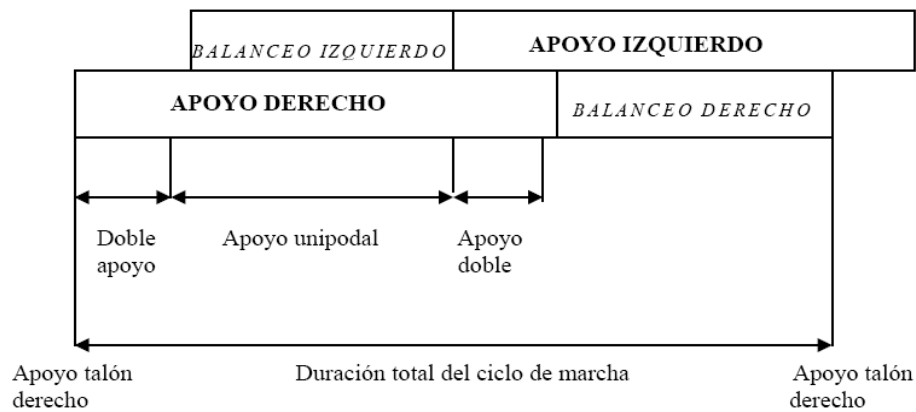 BALANCEO IZQUIERDO
APOYO IZQUIERDO
APOYO DERECHO
BALANCEO DERECHO
Doble
apoyo
Apoyo unipodal
Apoyo
doble
Apoyo talón
derecho
Duración total del ciclo de marcha
Apoyo talón
derecho